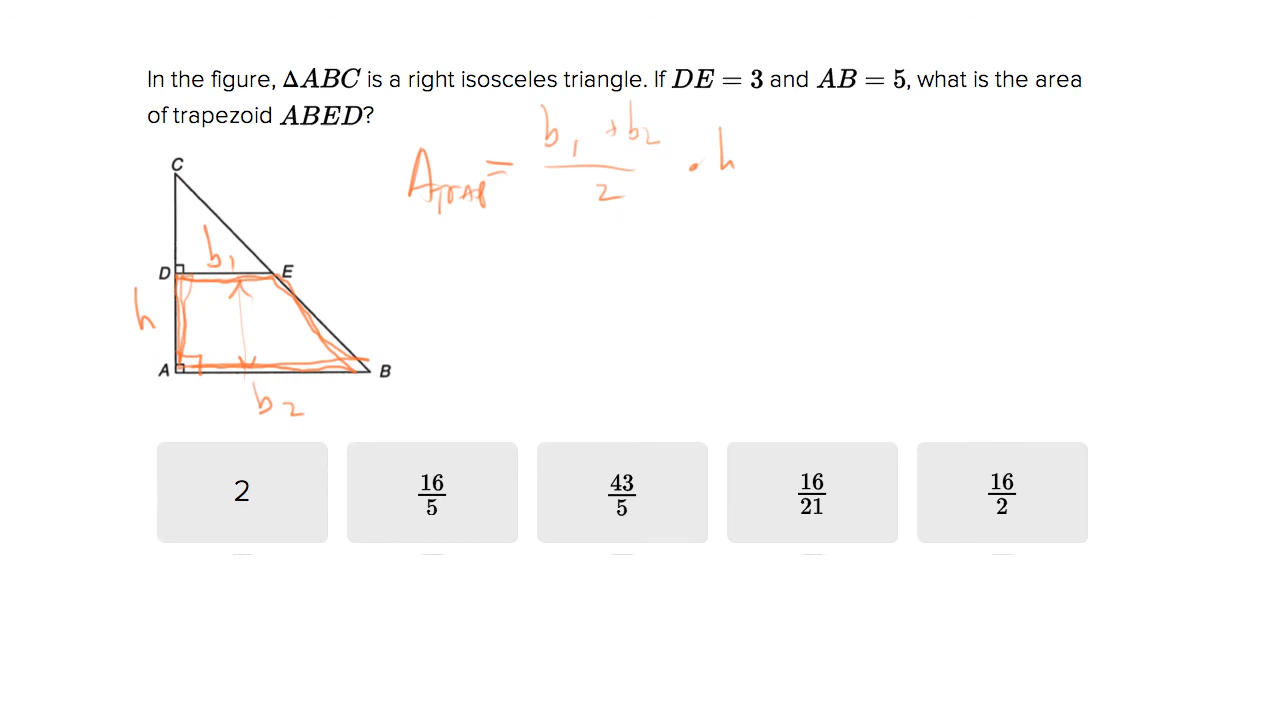 In the figure, ΔABC is a right isosceles triangle. If DE = 3 and AB = 5, what is the area
of trapezoid ABED?
A_TRAP = (b₁ + b₂)/2 · h
C
b₁
D
E
h
A
B
b₂
2
16/5
43/5
16/21
16/2